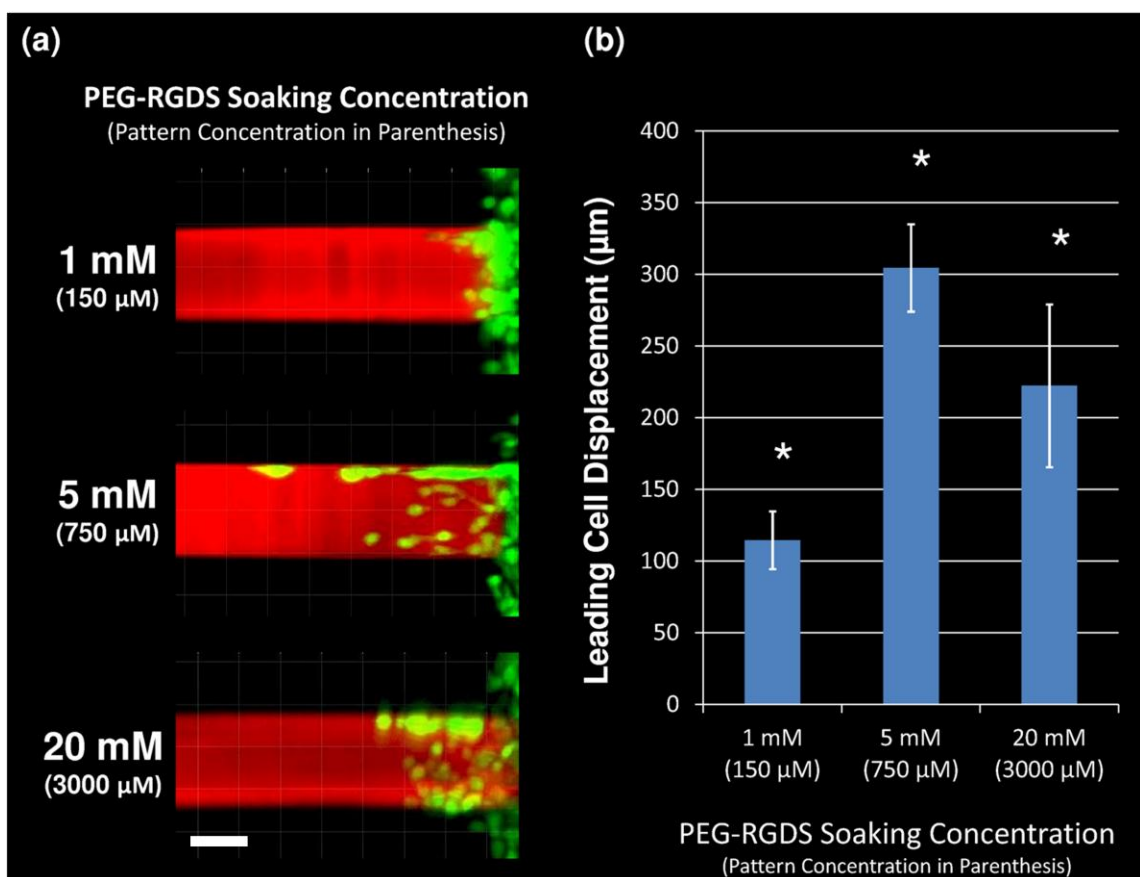 (a)
PEG-RGDS Soaking Concentration
(Pattern Concentration in Parenthesis)
1 mM
(150 µM)
5 mM
(750 µM)
20 mM
(3000 µM)
(b)
Leading Cell Displacement (µm)
400
350
300
250
200
150
100
50
0
*
*
*
1 mM
(150 µM)
5 mM
(750 µM)
20 mM
(3000 µM)
PEG-RGDS Soaking Concentration
(Pattern Concentration in Parenthesis)